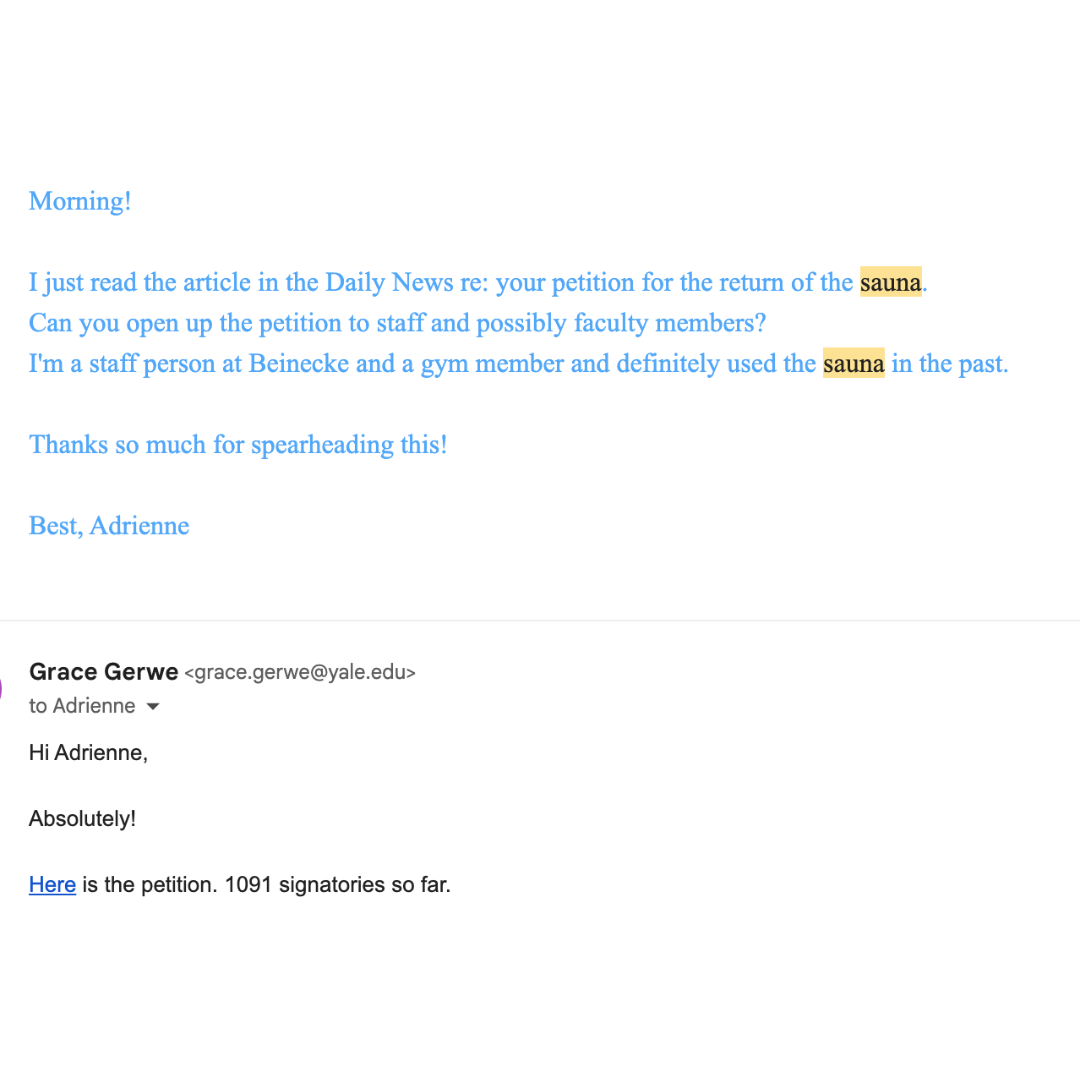 Morning!
I just read the article in the Daily News re: your petition for the return of the sauna.
Can you open up the petition to staff and possibly faculty members?
I'm a staff person at Beinecke and a gym member and definitely used the sauna in the past.
Thanks so much for spearheading this!
Best, Adrienne
Grace Gerwe <grace.gerwe@yale.edu>
to Adrienne
Hi Adrienne,
Absolutely!
Here is the petition. 1091 signatories so far.